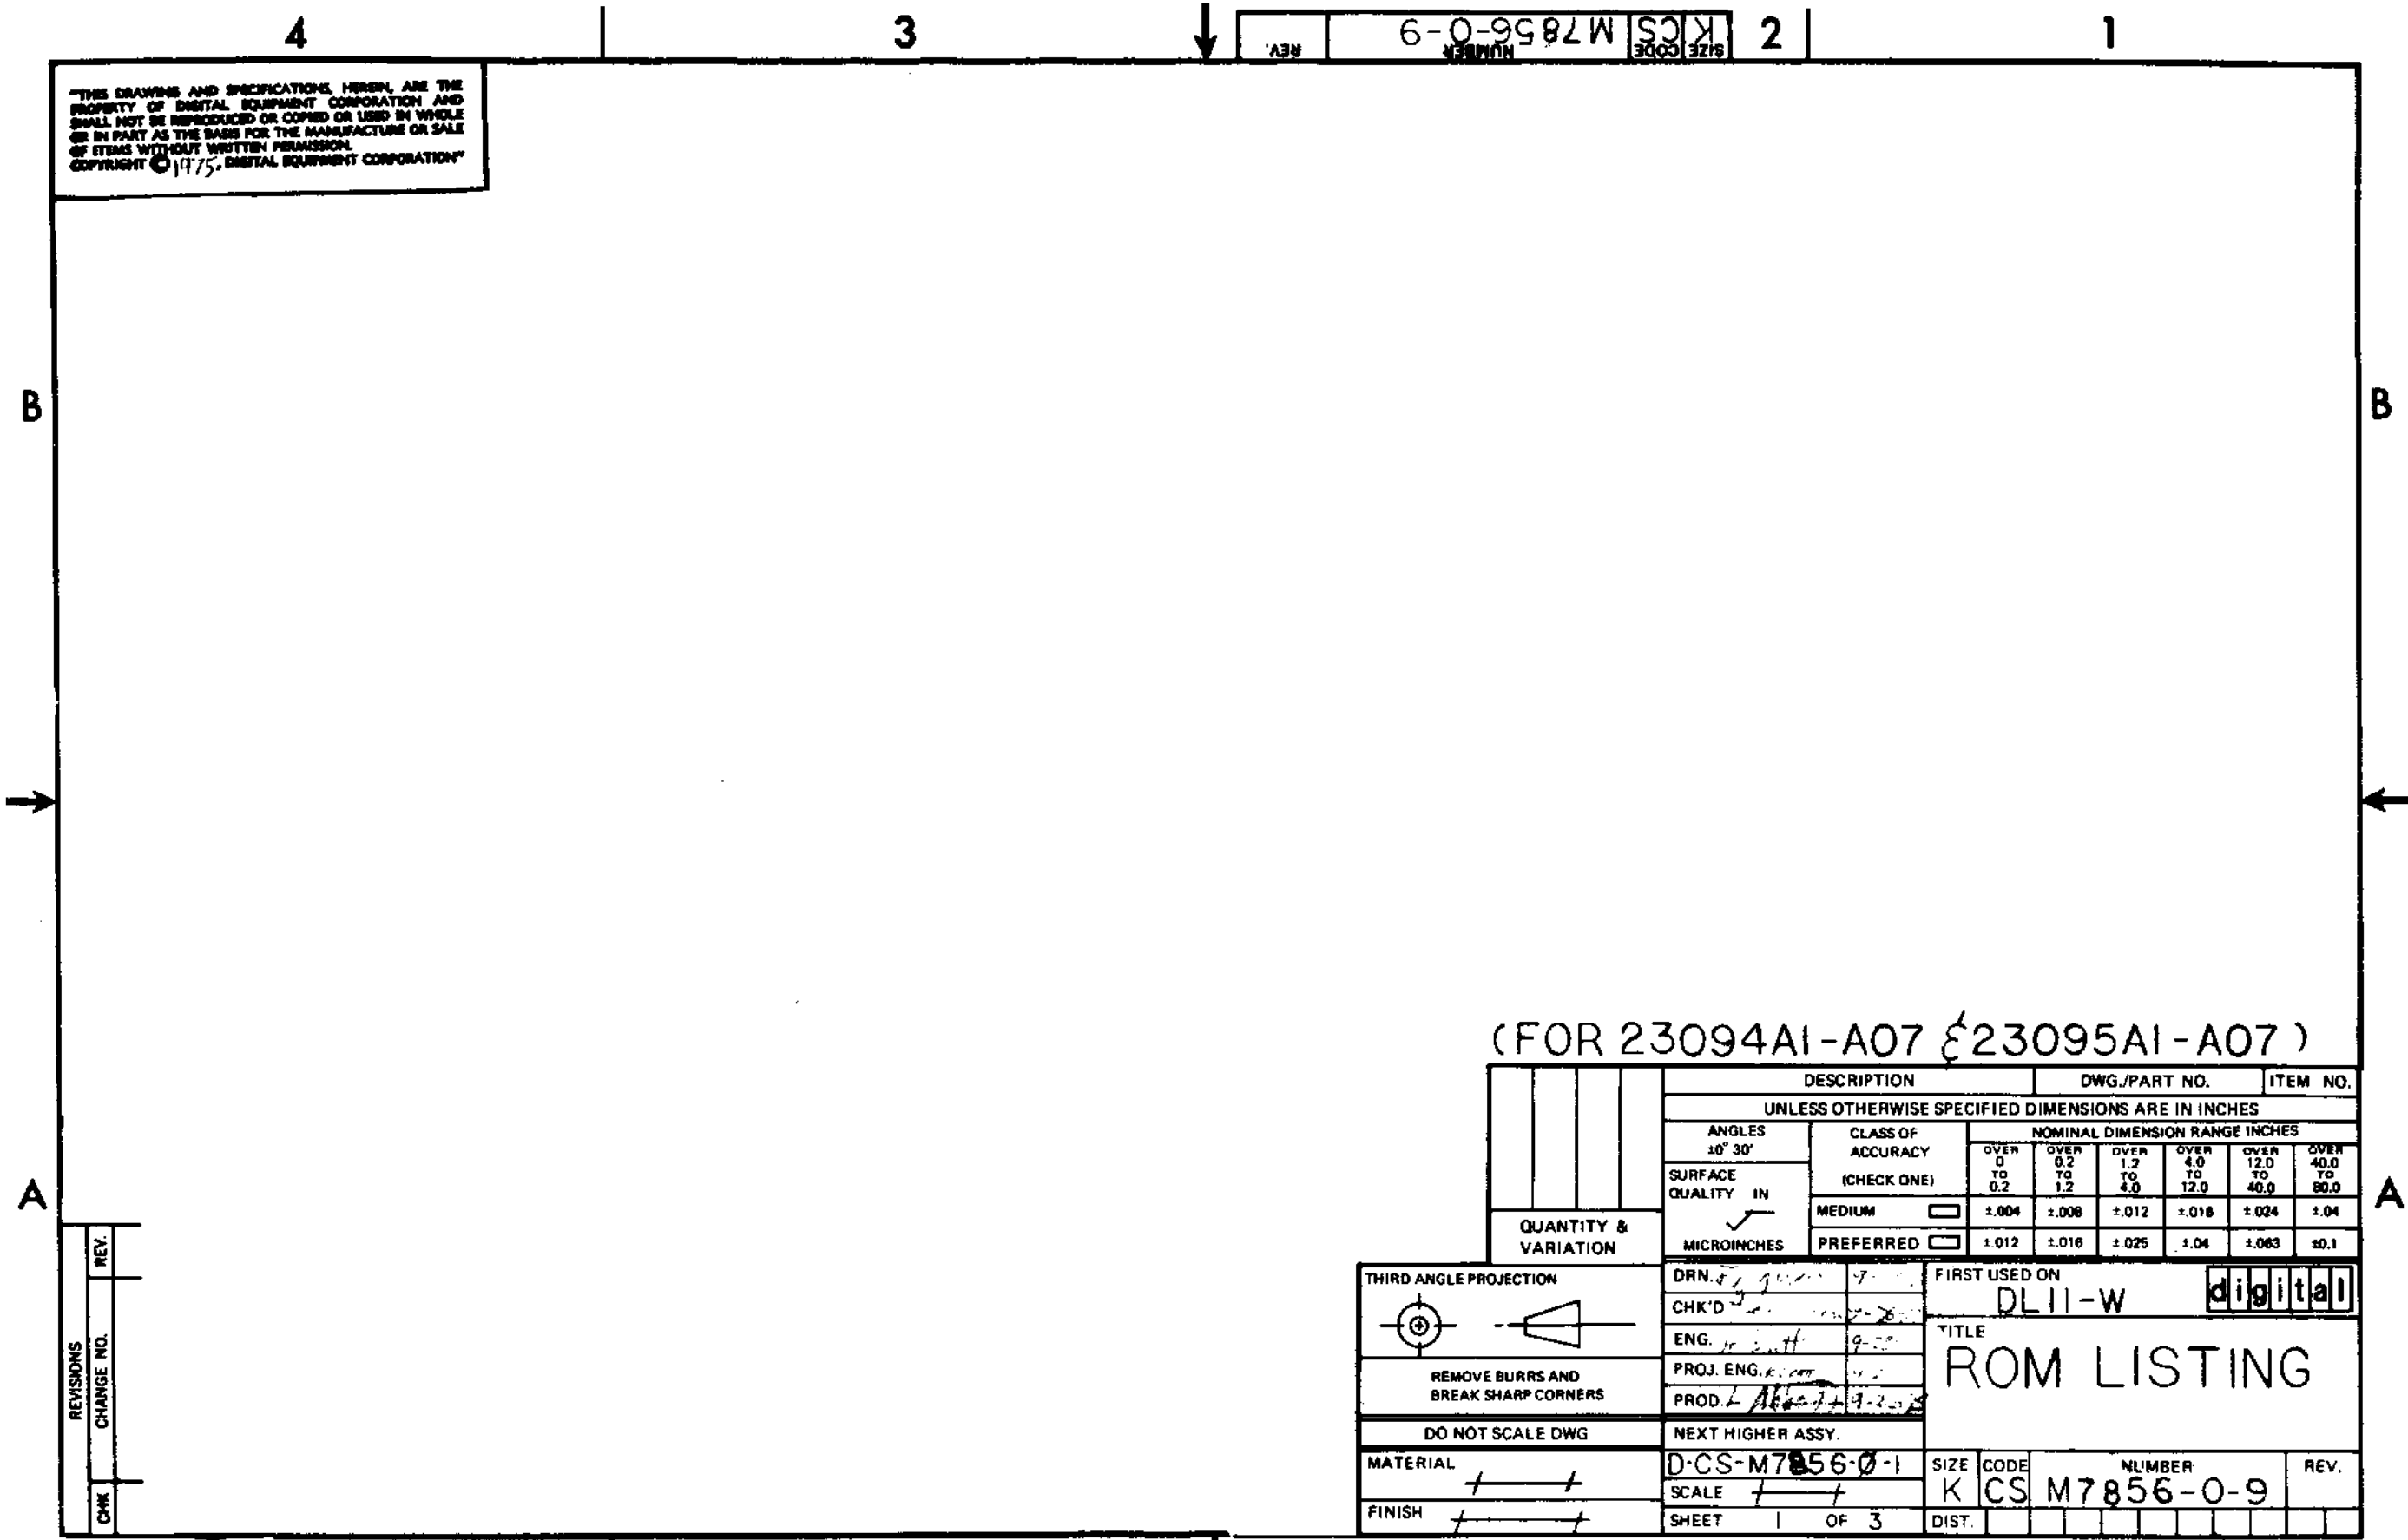 4
3
2
1
SIZE CODE NUMBER REV.
K CS M7856-0-9
"THIS DRAWING AND SPECIFICATIONS, HEREIN, ARE THE
PROPERTY OF DIGITAL EQUIPMENT CORPORATION AND
SHALL NOT BE REPRODUCED OR COPIED OR USED IN WHOLE
OR IN PART AS THE BASIS FOR THE MANUFACTURE OR SALE
OF ITEMS WITHOUT WRITTEN PERMISSION.
COPYRIGHT © 1975, DIGITAL EQUIPMENT CORPORATION"
B
B
(FOR 23094A1-A07 & 23095A1-A07)
DESCRIPTION DWG./PART NO. ITEM NO.
UNLESS OTHERWISE SPECIFIED DIMENSIONS ARE IN INCHES
ANGLES
±0° 30'
SURFACE
QUALITY IN
MICROINCHES
CLASS OF
ACCURACY
(CHECK ONE)
NOMINAL DIMENSION RANGE INCHES
OVER 0 TO 0.2
OVER 0.2 TO 1.2
OVER 1.2 TO 4.0
OVER 4.0 TO 12.0
OVER 12.0 TO 40.0
OVER 40.0 TO 80.0
MEDIUM ±.004 ±.008 ±.012 ±.016 ±.024 ±.04
PREFERRED ±.012 ±.016 ±.025 ±.04 ±.063 ±0.1
A
A
QUANTITY &
VARIATION
REVISIONS
CHK CHANGE NO. REV.
THIRD ANGLE PROJECTION
REMOVE BURRS AND
BREAK SHARP CORNERS
DO NOT SCALE DWG
MATERIAL
FINISH
DRN.
CHK'D
ENG.
PROJ. ENG.
PROD.
NEXT HIGHER ASSY.
D-CS-M7856-Ø-1
SCALE
SHEET 1 OF 3
FIRST USED ON
DL11-W
digital
TITLE
ROM LISTING
SIZE CODE NUMBER REV.
K CS M7856-0-9
DIST.